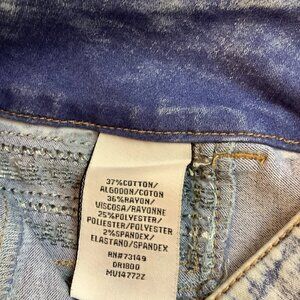 37%COTTON/
ALGODON/COTON
36%RAYON/
VISCOSA/RAYONNE
25%POLYESTER/
POLIESTER/POLYESTER
2%SPANDEX/
ELASTANO/SPANDEX
RN#73149
DRI800
MU14772Z